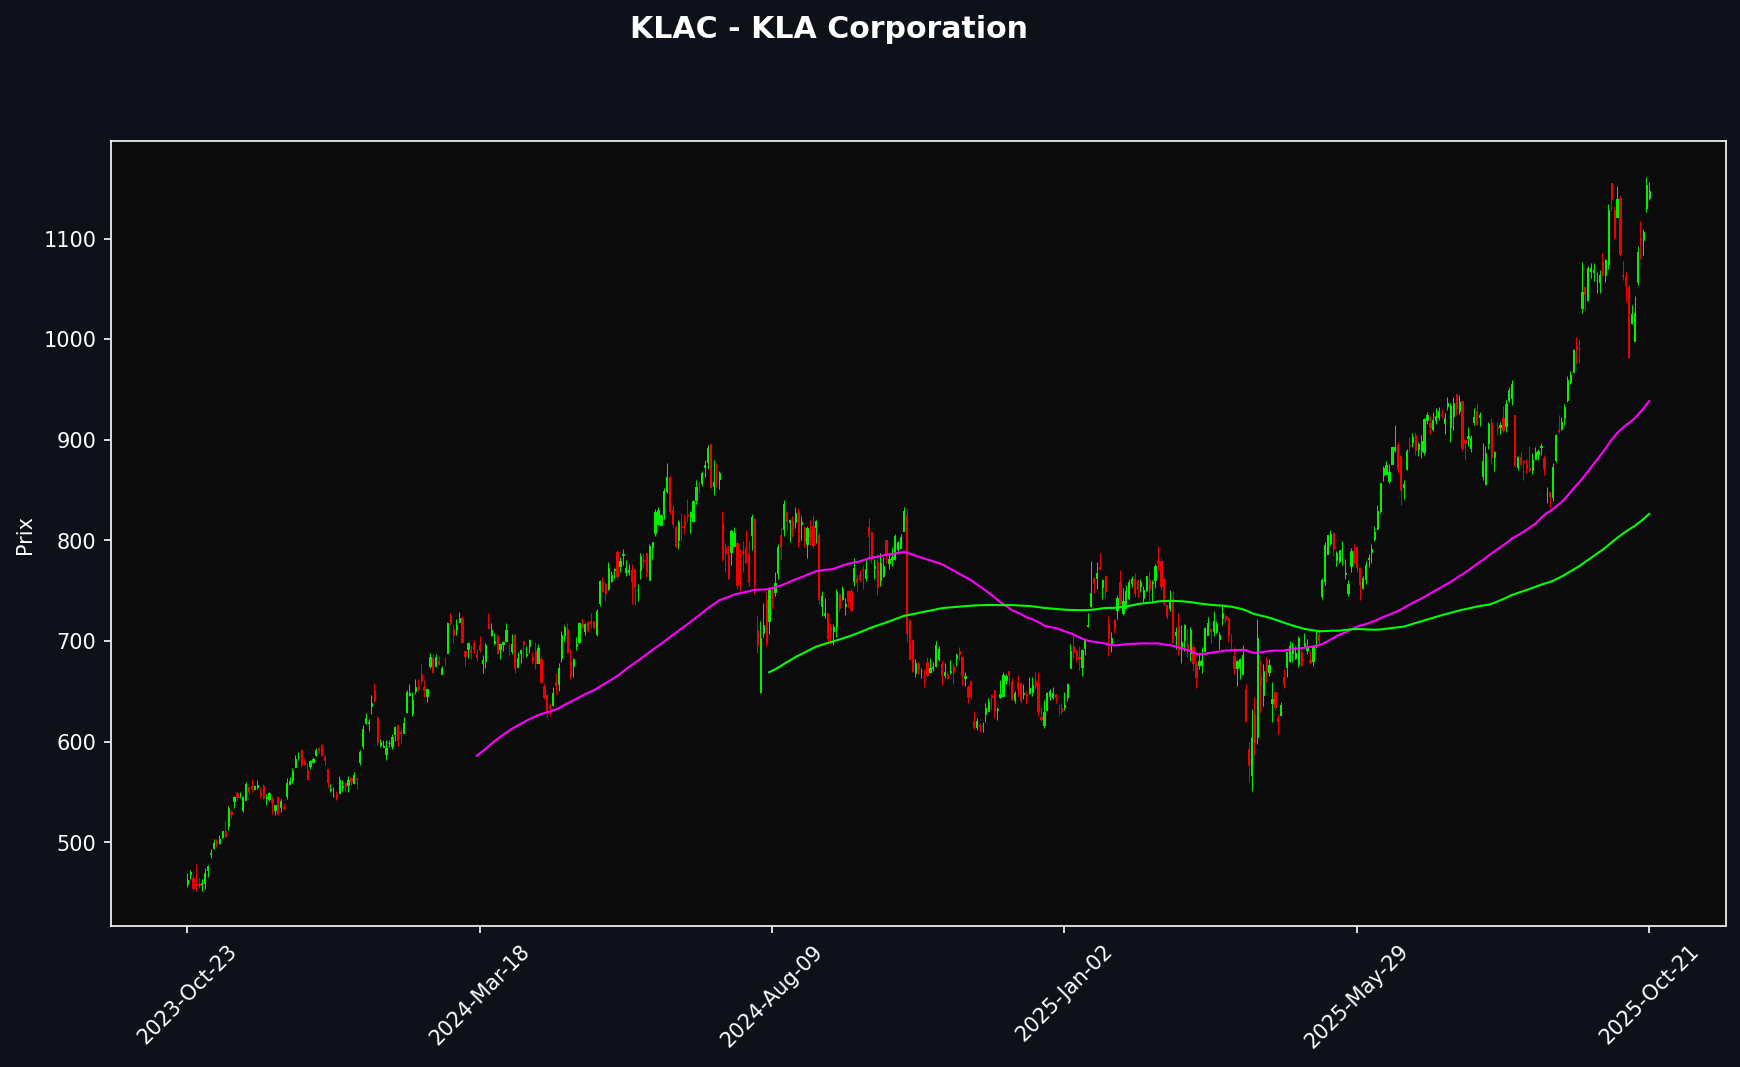 KLAC - KLA Corporation
Prix
1100
1000
900
800
700
600
500
2023-Oct-23
2024-Mar-18
2024-Aug-09
2025-Jan-02
2025-May-29
2025-Oct-21